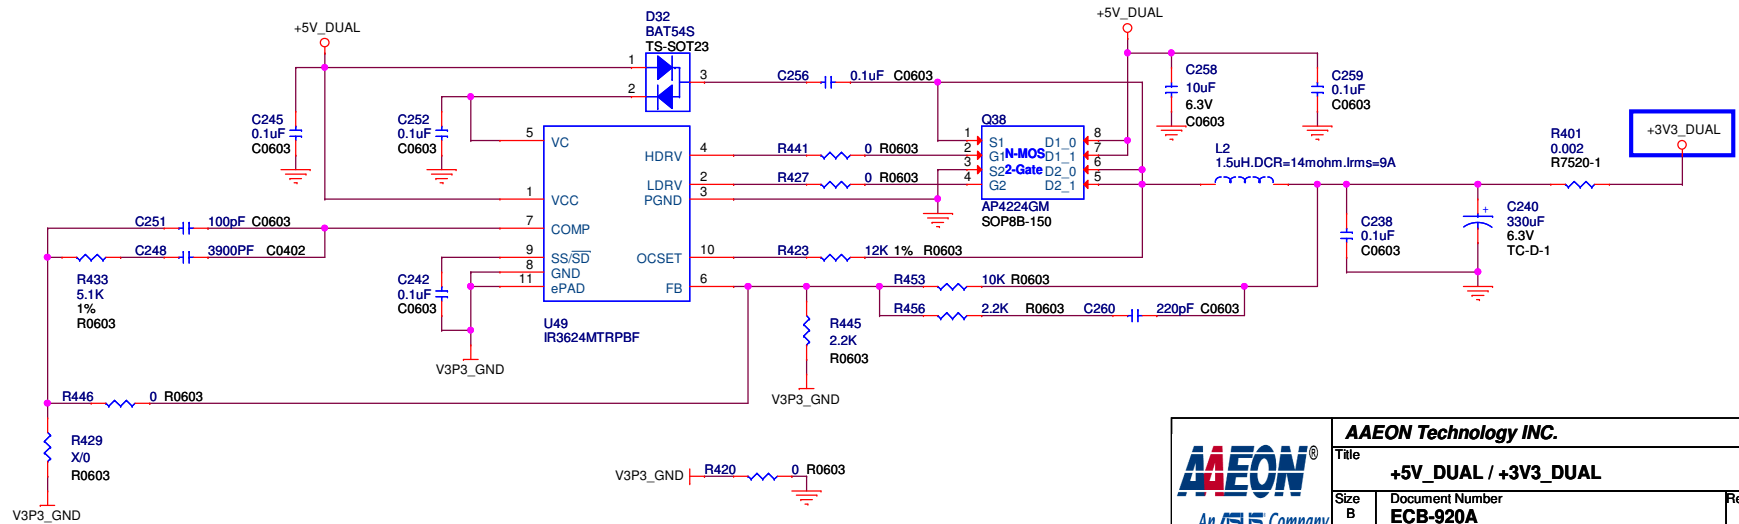 +5V_DUAL
D32
BAT54S
TS-SOT23
1
2
3
C256
0.1uF
C0603
+5V_DUAL
C258
10uF
6.3V
C0603
C259
0.1uF
C0603
C245
0.1uF
C0603
C252
0.1uF
C0603
5
VC
HDRV
4
R441
0
R0603
LDRV
2
R427
0
R0603
PGND
3
1
VCC
7
COMP
9
SS/SD
8
GND
11
ePAD
OCSET
10
R423
12K
1%
R0603
FB
6
U49
IR3624MTRPBF
Q38
1
S1
2
G1
3
S2
4
G2
N-MOS
2-Gate
D1_0
8
D1_1
7
D2_0
6
D2_1
5
AP4224GM
SOP8B-150
L2
1.5uH.DCR=14mohm.Irms=9A
R401
0.002
R7520-1
+3V3_DUAL
C238
0.1uF
C0603
+
C240
330uF
6.3V
TC-D-1
C251
100pF
C0603
C248
3900PF
C0402
R433
5.1K
1%
R0603
C242
0.1uF
C0603
V3P3_GND
R453
10K
R0603
R456
2.2K
R0603
C260
220pF
C0603
R445
2.2K
R0603
V3P3_GND
R446
0
R0603
R429
X/0
R0603
V3P3_GND
V3P3_GND
R420
0
R0603
AAEON®
An ASUS Company
AAEON Technology INC.
Title
+5V_DUAL / +3V3_DUAL
Size
B
Document Number
ECB-920A